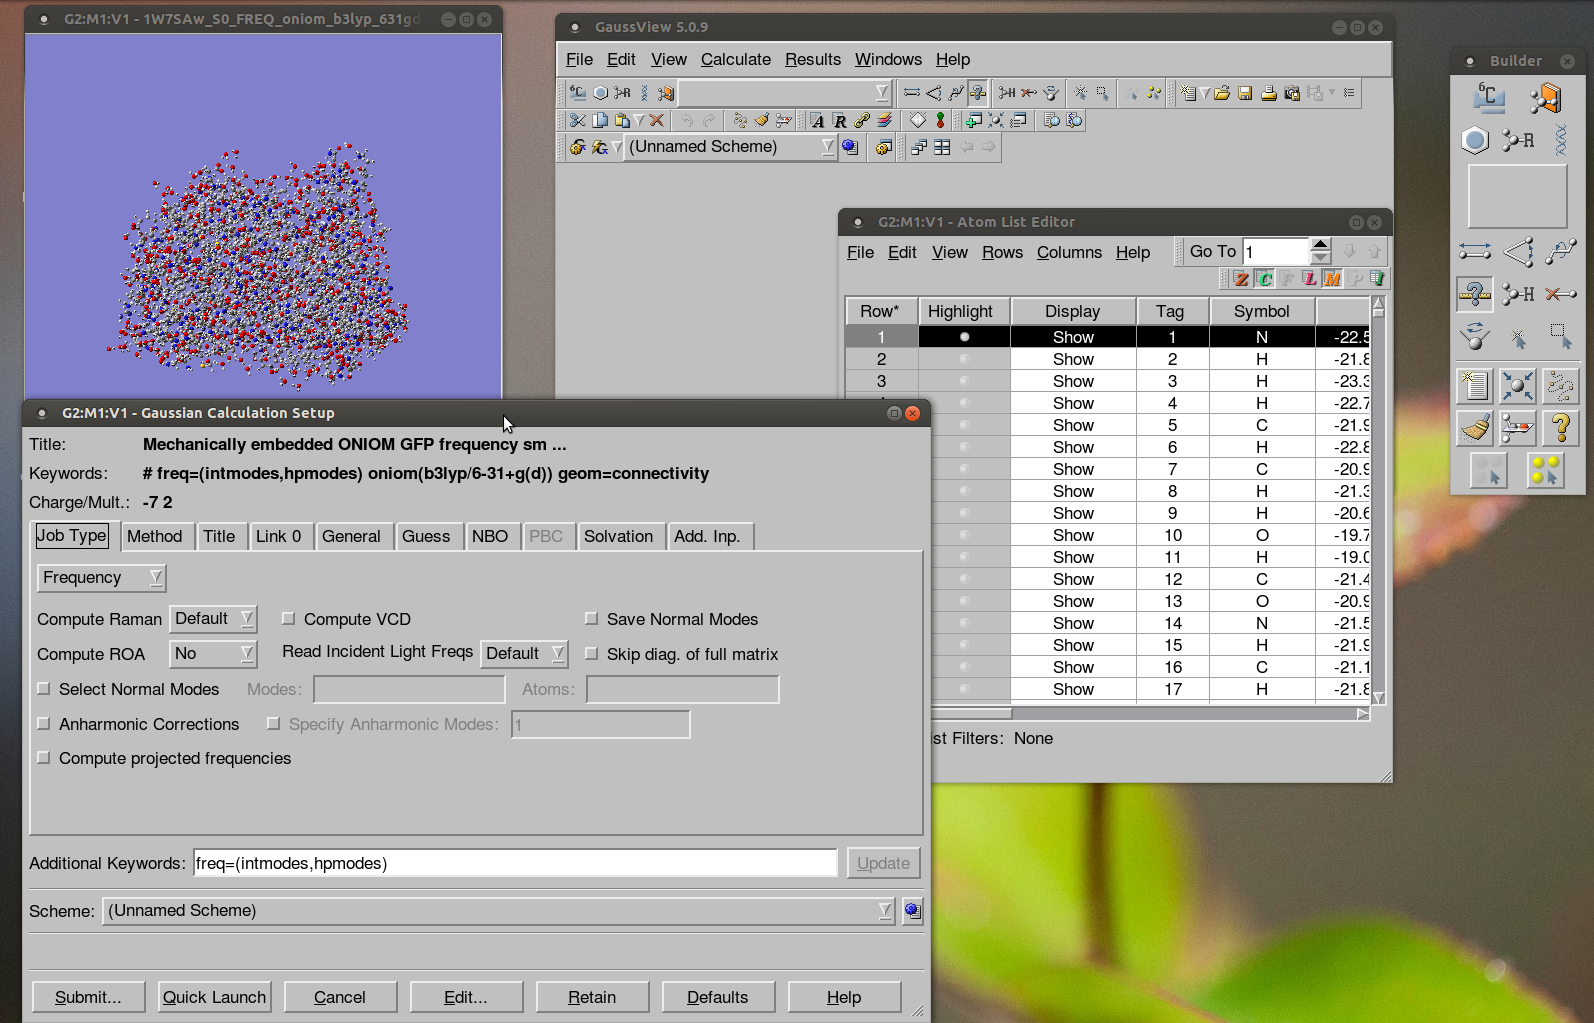 G2:M1:V1 - 1W7SAw_S0_FREQ_oniom_b3lyp_631gd
GaussView 5.0.9
File Edit View Calculate Results Windows Help
(Unnamed Scheme)
Builder
G2:M1:V1 - Atom List Editor
File Edit View Rows Columns Help Go To 1
Z C F L M P I
Row* Highlight Display Tag Symbol
1 Show 1 N -22.5
2 Show 2 H -21.8
3 Show 3 H -23.3
Show 4 H -22.7
Show 5 C -21.9
Show 6 H -22.8
Show 7 C -20.9
Show 8 H -21.3
Show 9 H -20.6
Show 10 O -19.7
Show 11 H -19.0
Show 12 C -21.4
Show 13 O -20.9
Show 14 N -21.5
Show 15 H -21.9
Show 16 C -21.1
Show 17 H -21.8
ist Filters: None
G2:M1:V1 - Gaussian Calculation Setup
Title: Mechanically embedded ONIOM GFP frequency sm ...
Keywords: # freq=(intmodes,hpmodes) oniom(b3lyp/6-31+g(d)) geom=connectivity
Charge/Mult.: -7 2
Job Type Method Title Link 0 General Guess NBO PBC Solvation Add. Inp.
Frequency
Compute Raman Default Compute VCD Save Normal Modes
Compute ROA No Read Incident Light Freqs Default Skip diag. of full matrix
Select Normal Modes Modes: Atoms:
Anharmonic Corrections Specify Anharmonic Modes: 1
Compute projected frequencies
Additional Keywords: freq=(intmodes,hpmodes) Update
Scheme: (Unnamed Scheme)
Submit... Quick Launch Cancel Edit... Retain Defaults Help